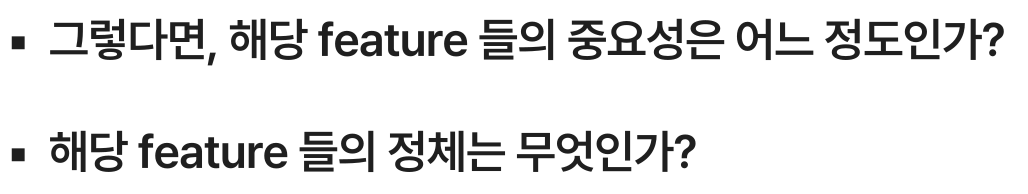 ▪ 그렇다면, 해당 feature 들의 중요성은 어느 정도인가?
▪ 해당 feature 들의 정체는 무엇인가?